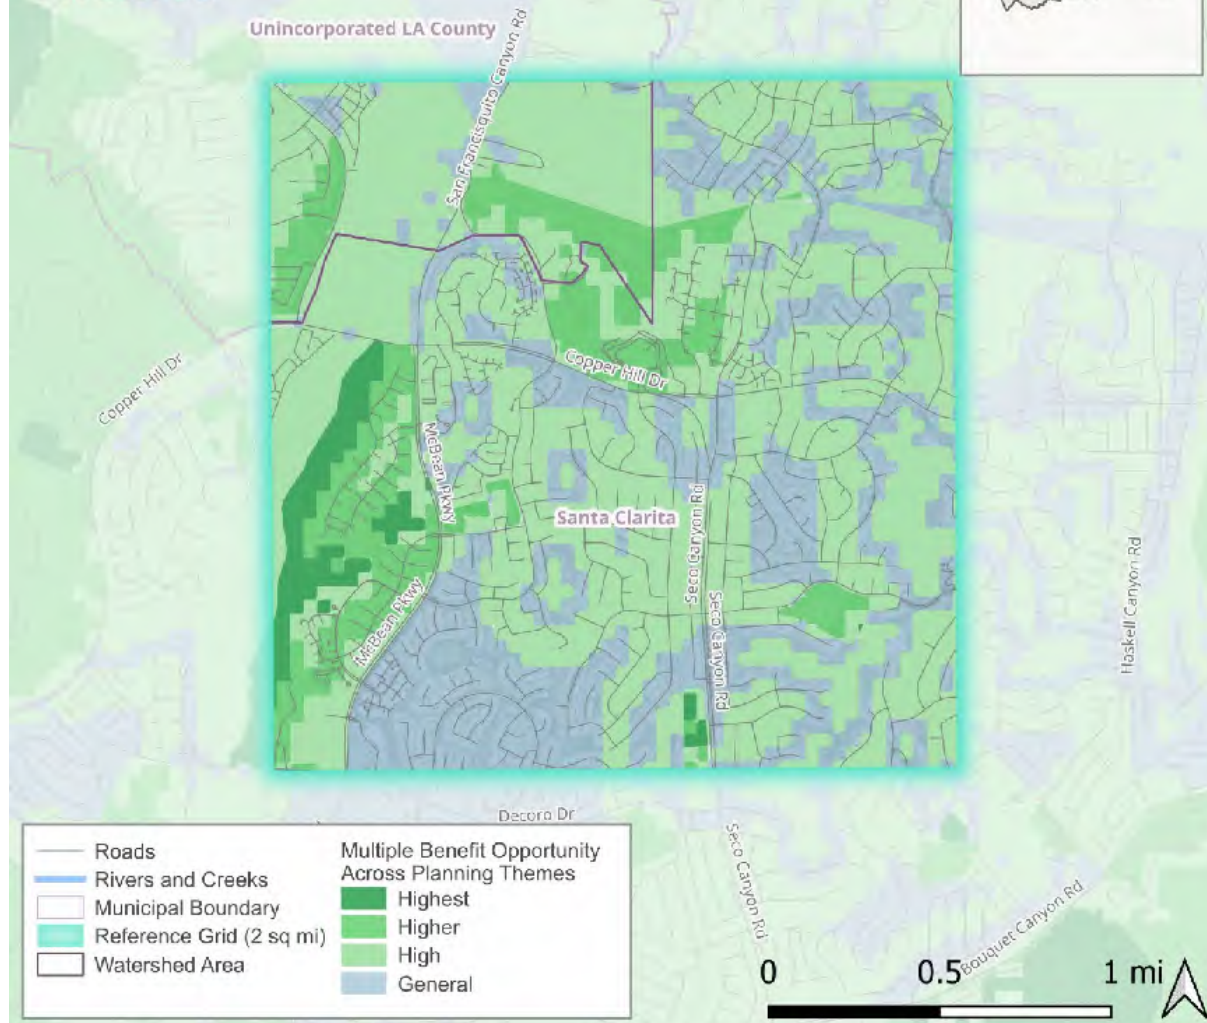 Unincorporated LA County
San Francisquito Canyon Rd
Copper Hill Dr
Copper Hill Dr
McBean Pkwy
Santa Clarita
Seco Canyon Rd
Haskell Canyon Rd
McBean Pkwy
Seco Canyon Rd
Decoro Dr
Seco Canyon Rd
Bouquet Canyon Rd
Roads
Rivers and Creeks
Municipal Boundary
Reference Grid (2 sq mi)
Watershed Area
Multiple Benefit Opportunity
Across Planning Themes
Highest
Higher
High
General
0 0.5 1 mi